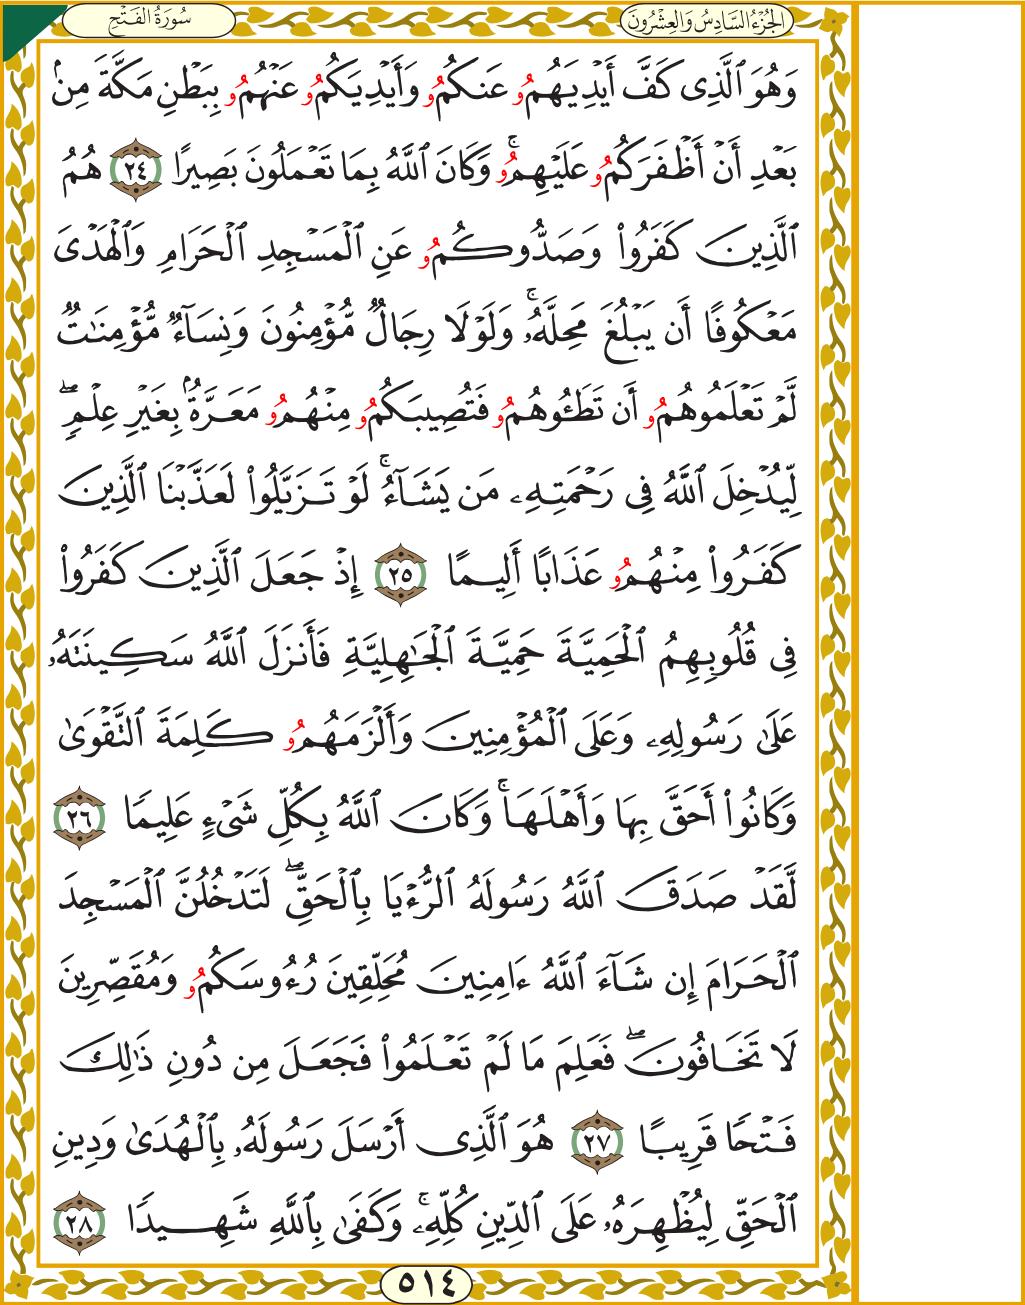 الجُزْءُ السَّادِسُ وَالعِشْرُونَ
سُورَةُ الفَتْحِ
وَهُوَ ٱلَّذِى كَفَّ أَيْدِيَهُمُۥ عَنكُمُۥ وَأَيْدِيَكُمُۥ عَنْهُمُۥ بِبَطْنِ مَكَّةَ مِنۢ
بَعْدِ أَنْ أَظْفَرَكُمُۥ عَلَيْهِمُۥ ۚ وَكَانَ ٱللَّهُ بِمَا تَعْمَلُونَ بَصِيرًا ٢٤ هُمُ
ٱلَّذِينَ كَفَرُوا۟ وَصَدُّوكُمُۥ عَنِ ٱلْمَسْجِدِ ٱلْحَرَامِ وَٱلْهَدْىَ
مَعْكُوفًا أَن يَبْلُغَ مَحِلَّهُۥ ۚ وَلَوْلَا رِجَالٌ مُّؤْمِنُونَ وَنِسَآءٌ مُّؤْمِنَـٰتٌ
لَّمْ تَعْلَمُوهُمُۥ أَن تَطَـُٔوهُمُۥ فَتُصِيبَكُمُۥ مِنْهُمُۥ مَعَرَّةٌۢ بِغَيْرِ عِلْمٍ ۖ
لِّيُدْخِلَ ٱللَّهُ فِى رَحْمَتِهِۦ مَن يَشَآءُ ۚ لَوْ تَزَيَّلُوا۟ لَعَذَّبْنَا ٱلَّذِينَ
كَفَرُوا۟ مِنْهُمُۥ عَذَابًا أَلِيمًا ٢٥ إِذْ جَعَلَ ٱلَّذِينَ كَفَرُوا۟
فِى قُلُوبِهِمُ ٱلْحَمِيَّةَ حَمِيَّةَ ٱلْجَـٰهِلِيَّةِ فَأَنزَلَ ٱللَّهُ سَكِينَتَهُۥ
عَلَىٰ رَسُولِهِۦ وَعَلَى ٱلْمُؤْمِنِينَ وَأَلْزَمَهُمُۥ كَلِمَةَ ٱلتَّقْوَىٰ
وَكَانُوٓا۟ أَحَقَّ بِهَا وَأَهْلَهَا ۚ وَكَانَ ٱللَّهُ بِكُلِّ شَىْءٍ عَلِيمًا ٢٦
لَّقَدْ صَدَقَ ٱللَّهُ رَسُولَهُ ٱلرُّءْيَا بِٱلْحَقِّ ۖ لَتَدْخُلُنَّ ٱلْمَسْجِدَ
ٱلْحَرَامَ إِن شَآءَ ٱللَّهُ ءَامِنِينَ مُحَلِّقِينَ رُءُوسَكُمُۥ وَمُقَصِّرِينَ
لَا تَخَافُونَ ۖ فَعَلِمَ مَا لَمْ تَعْلَمُوا۟ فَجَعَلَ مِن دُونِ ذَٰلِكَ
فَتْحًا قَرِيبًا ٢٧ هُوَ ٱلَّذِىٓ أَرْسَلَ رَسُولَهُۥ بِٱلْهُدَىٰ وَدِينِ
ٱلْحَقِّ لِيُظْهِرَهُۥ عَلَى ٱلدِّينِ كُلِّهِۦ ۚ وَكَفَىٰ بِٱللَّهِ شَهِيدًا ٢٨
٥١٤